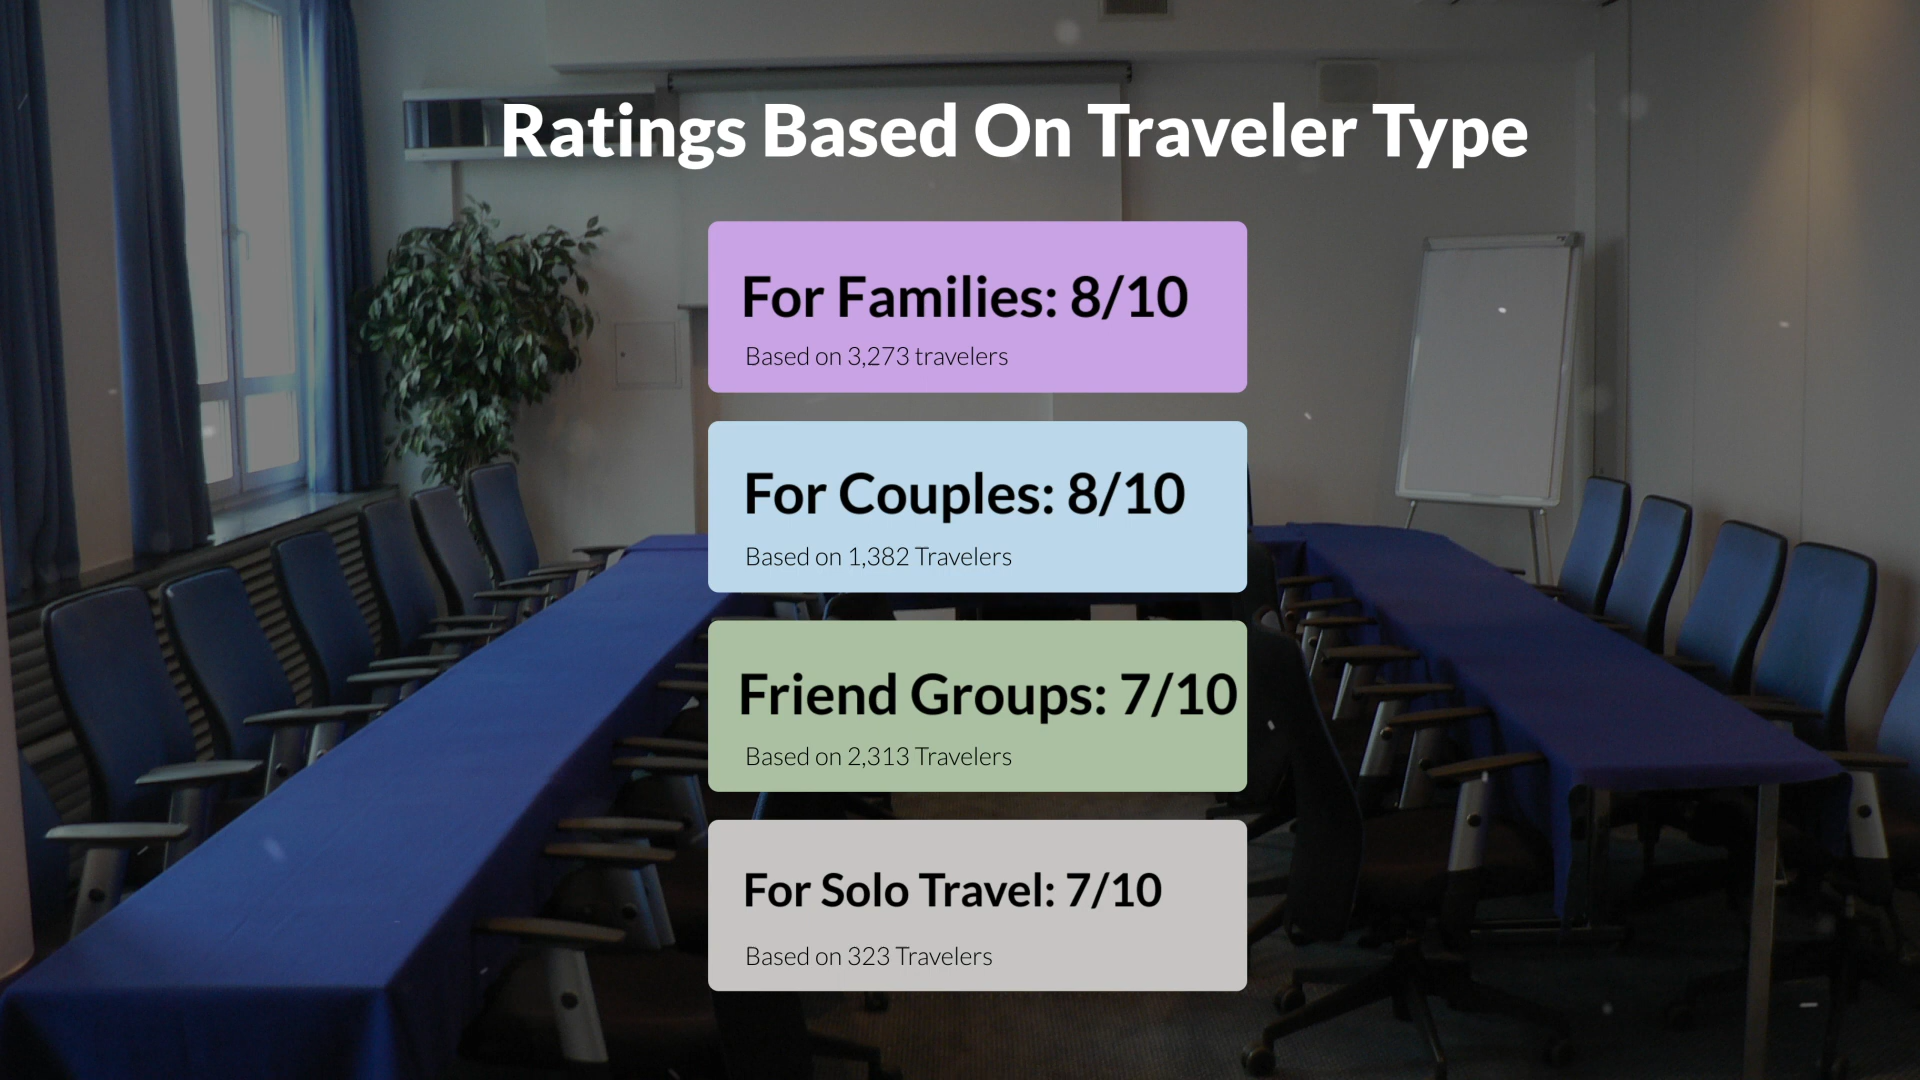 Ratings Based On Traveler Type
For Families: 8/10
Based on 3,273 travelers
For Couples: 8/10
Based on 1,382 Travelers
Friend Groups: 7/10
Based on 2,313 Travelers
For Solo Travel: 7/10
Based on 323 Travelers